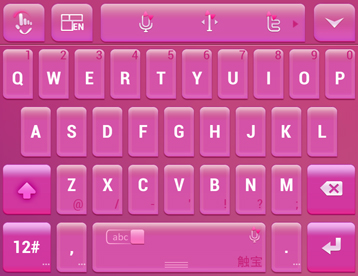 EN
1 2 3 4 5 6 7 8 9 0
Q W E R T Y U I O P
A S D F G H J K L
Z X C V B N M
@ / - ' ! ? ;
12# , abc 触宝 .